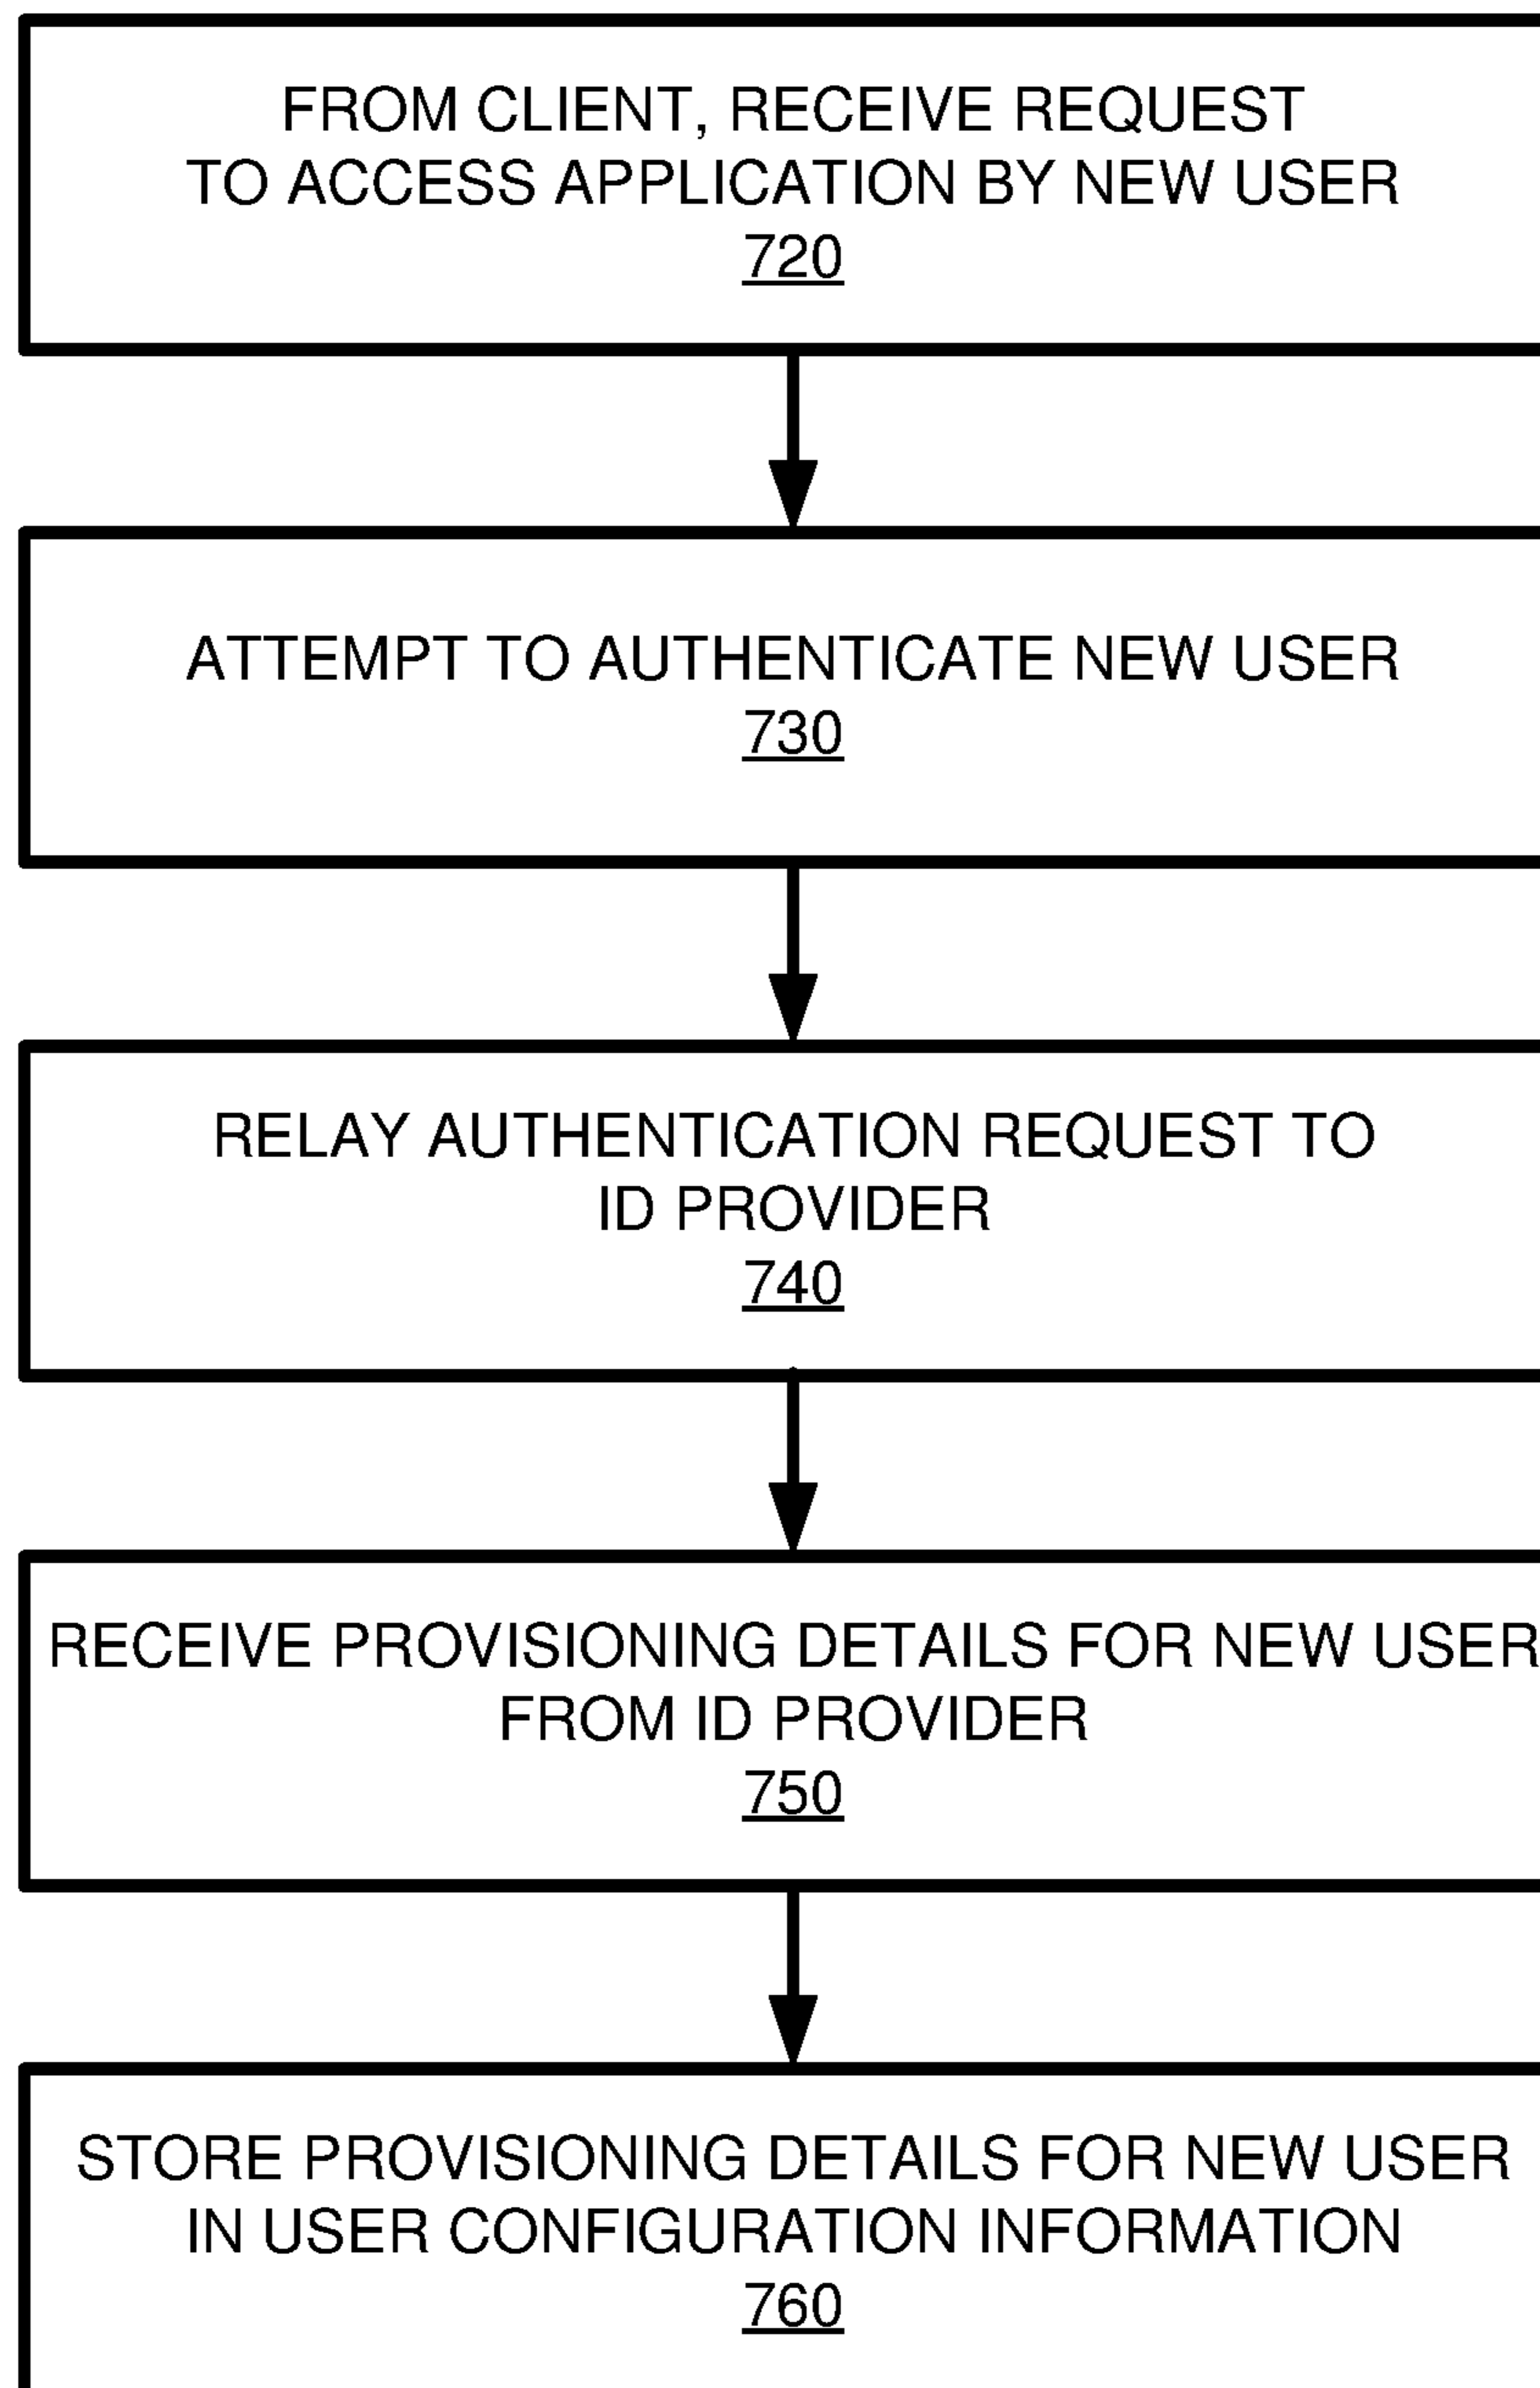 FROM CLIENT, RECEIVE REQUEST
TO ACCESS APPLICATION BY NEW USER
720
ATTEMPT TO AUTHENTICATE NEW USER
730
RELAY AUTHENTICATION REQUEST TO
ID PROVIDER
740
RECEIVE PROVISIONING DETAILS FOR NEW USER
FROM ID PROVIDER
750
STORE PROVISIONING DETAILS FOR NEW USER
IN USER CONFIGURATION INFORMATION
760